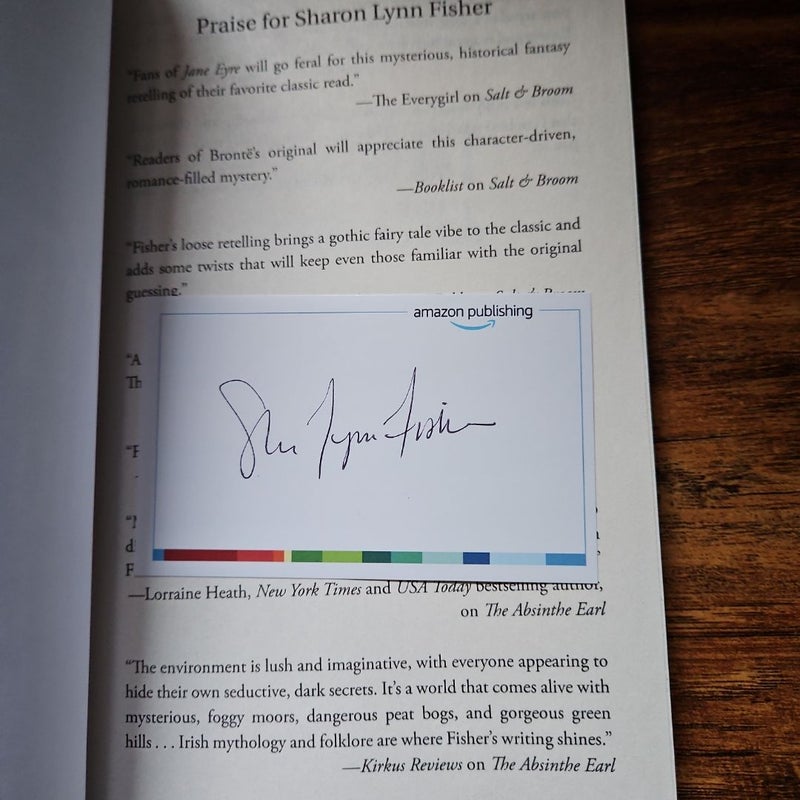 Praise for Sharon Lynn Fisher
“Fans of Jane Eyre will go feral for this mysterious, historical fantasy
retelling of their favorite classic read.”
—The Everygirl on Salt & Broom
“Readers of Brontë’s original will appreciate this character-driven,
romance-filled mystery.”
—Booklist on Salt & Broom
“Fisher’s loose retelling brings a gothic fairy tale vibe to the classic and
adds some twists that will keep even those familiar with the original
guessing.”
amazon publishing
“A
Th
Lynn Fisher
“F
d
F
—Lorraine Heath, New York Times and USA Today bestselling author,
on The Absinthe Earl
“The environment is lush and imaginative, with everyone appearing to
hide their own seductive, dark secrets. It’s a world that comes alive with
mysterious, foggy moors, dangerous peat bogs, and gorgeous green
hills . . . Irish mythology and folklore are where Fisher’s writing shines.”
—Kirkus Reviews on The Absinthe Earl